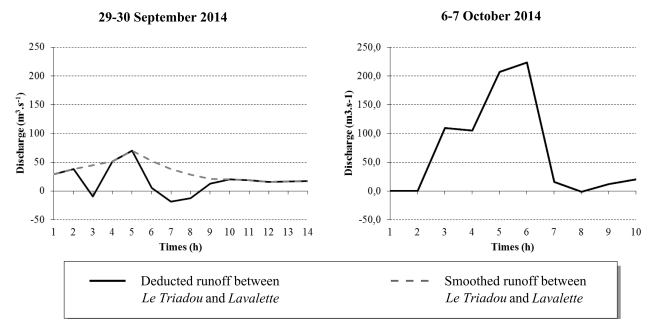 29-30 September 2014
6-7 October 2014
Discharge (m³.s⁻¹)
250
200
150
100
50
0
-50
1 2 3 4 5 6 7 8 9 10 11 12 13 14
Times (h)
Discharge (m3.s-1)
250,0
200,0
150,0
100,0
50,0
0,0
-50,0
1 2 3 4 5 6 7 8 9 10
Times (h)
Deducted runoff between
Le Triadou and Lavalette
Smoothed runoff between
Le Triadou and Lavalette